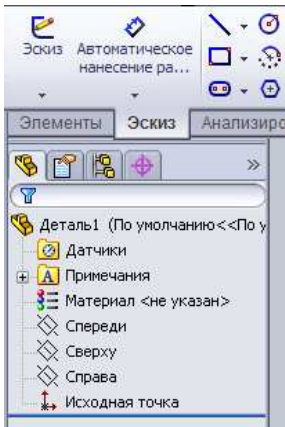 Эскиз
Автоматическое
нанесение ра...
Элементы Эскиз Анализиро
Деталь1 (По умолчанию<<По у
Датчики
Примечания
Материал <не указан>
Спереди
Сверху
Справа
Исходная точка